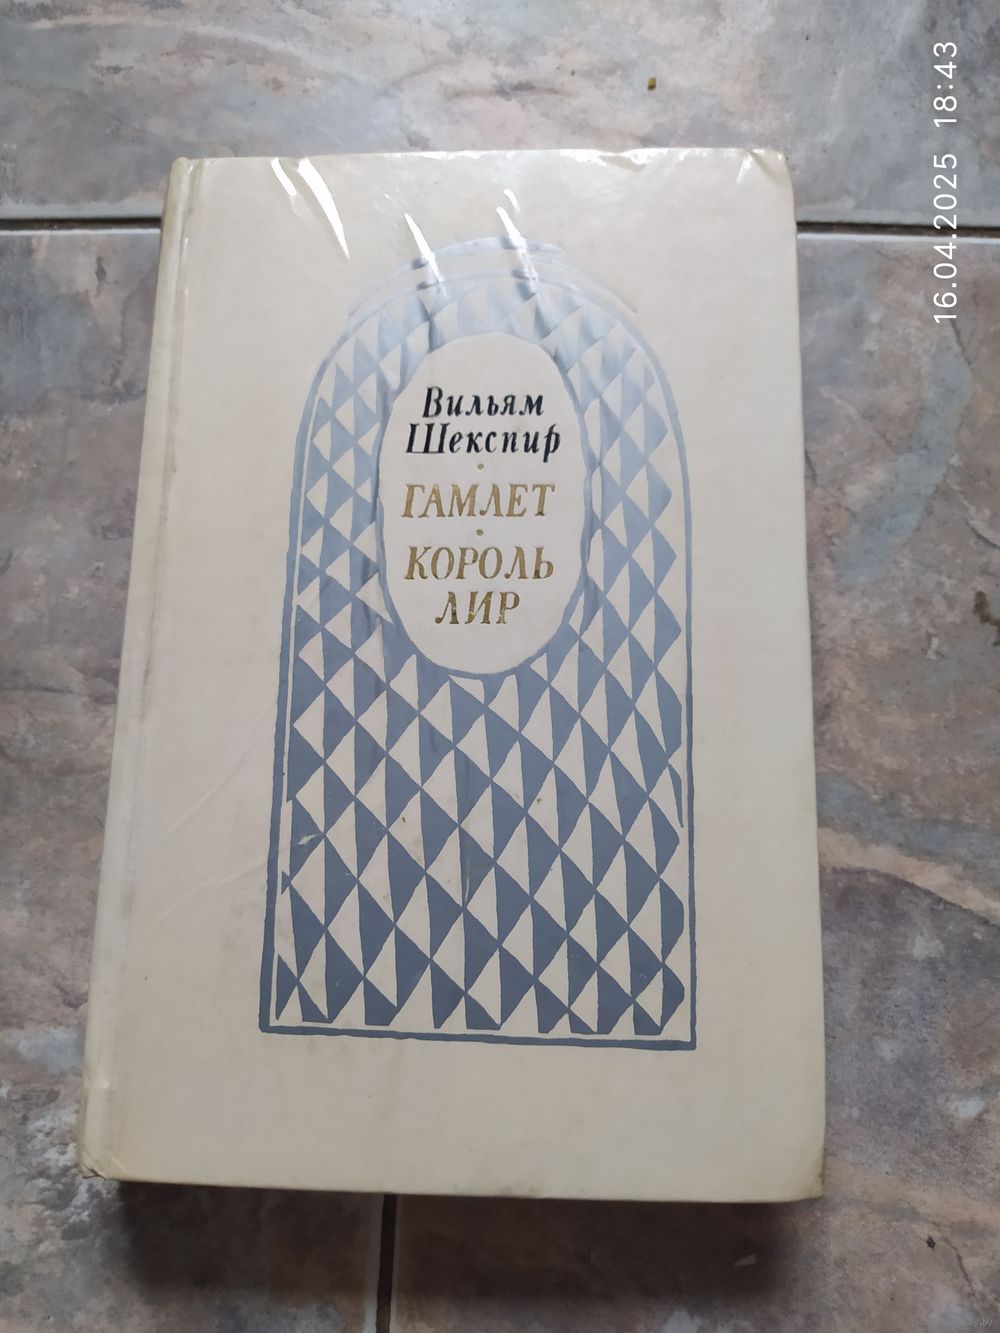 Вильям
Шекспир
ГАМЛЕТ
КОРОЛЬ
ЛИР
16.04.2025 18:43